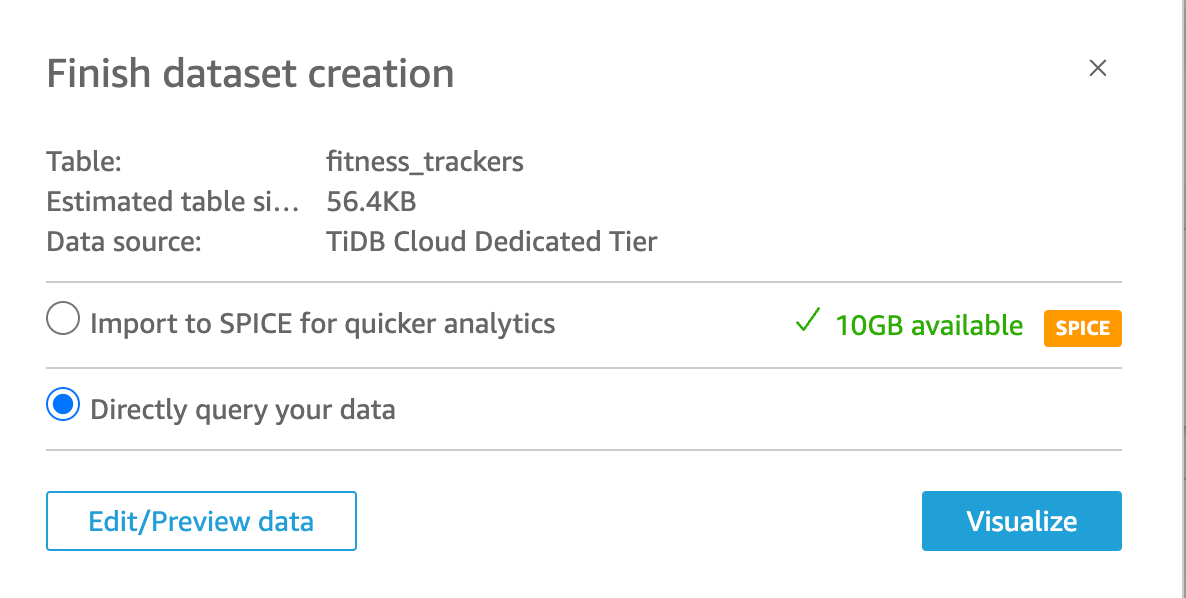 Finish dataset creation
Table: fitness_trackers
Estimated table si... 56.4KB
Data source: TiDB Cloud Dedicated Tier
Import to SPICE for quicker analytics 10GB available SPICE
Directly query your data
Edit/Preview data Visualize